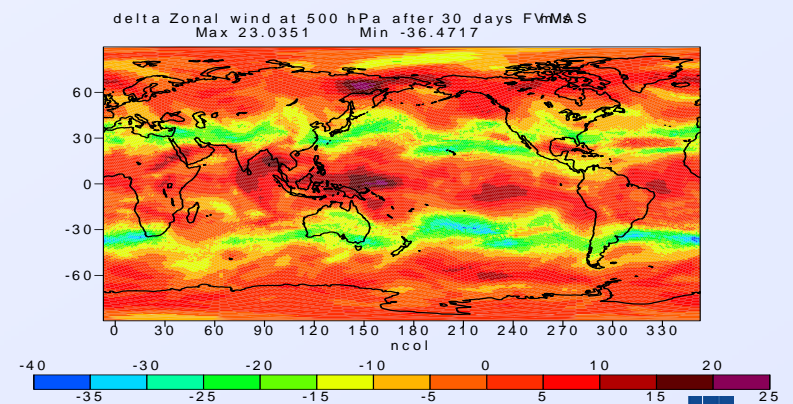 delta Zonal wind at 500 hPa after 30 days FV MAS
Max 23.0351 Min -36.4717
60
30
0
-30
-60
0 30 60 90 120 150 180 210 240 270 300 330
ncol
-40 -30 -20 -10 0 10 20
-35 -25 -15 -5 5 15 25